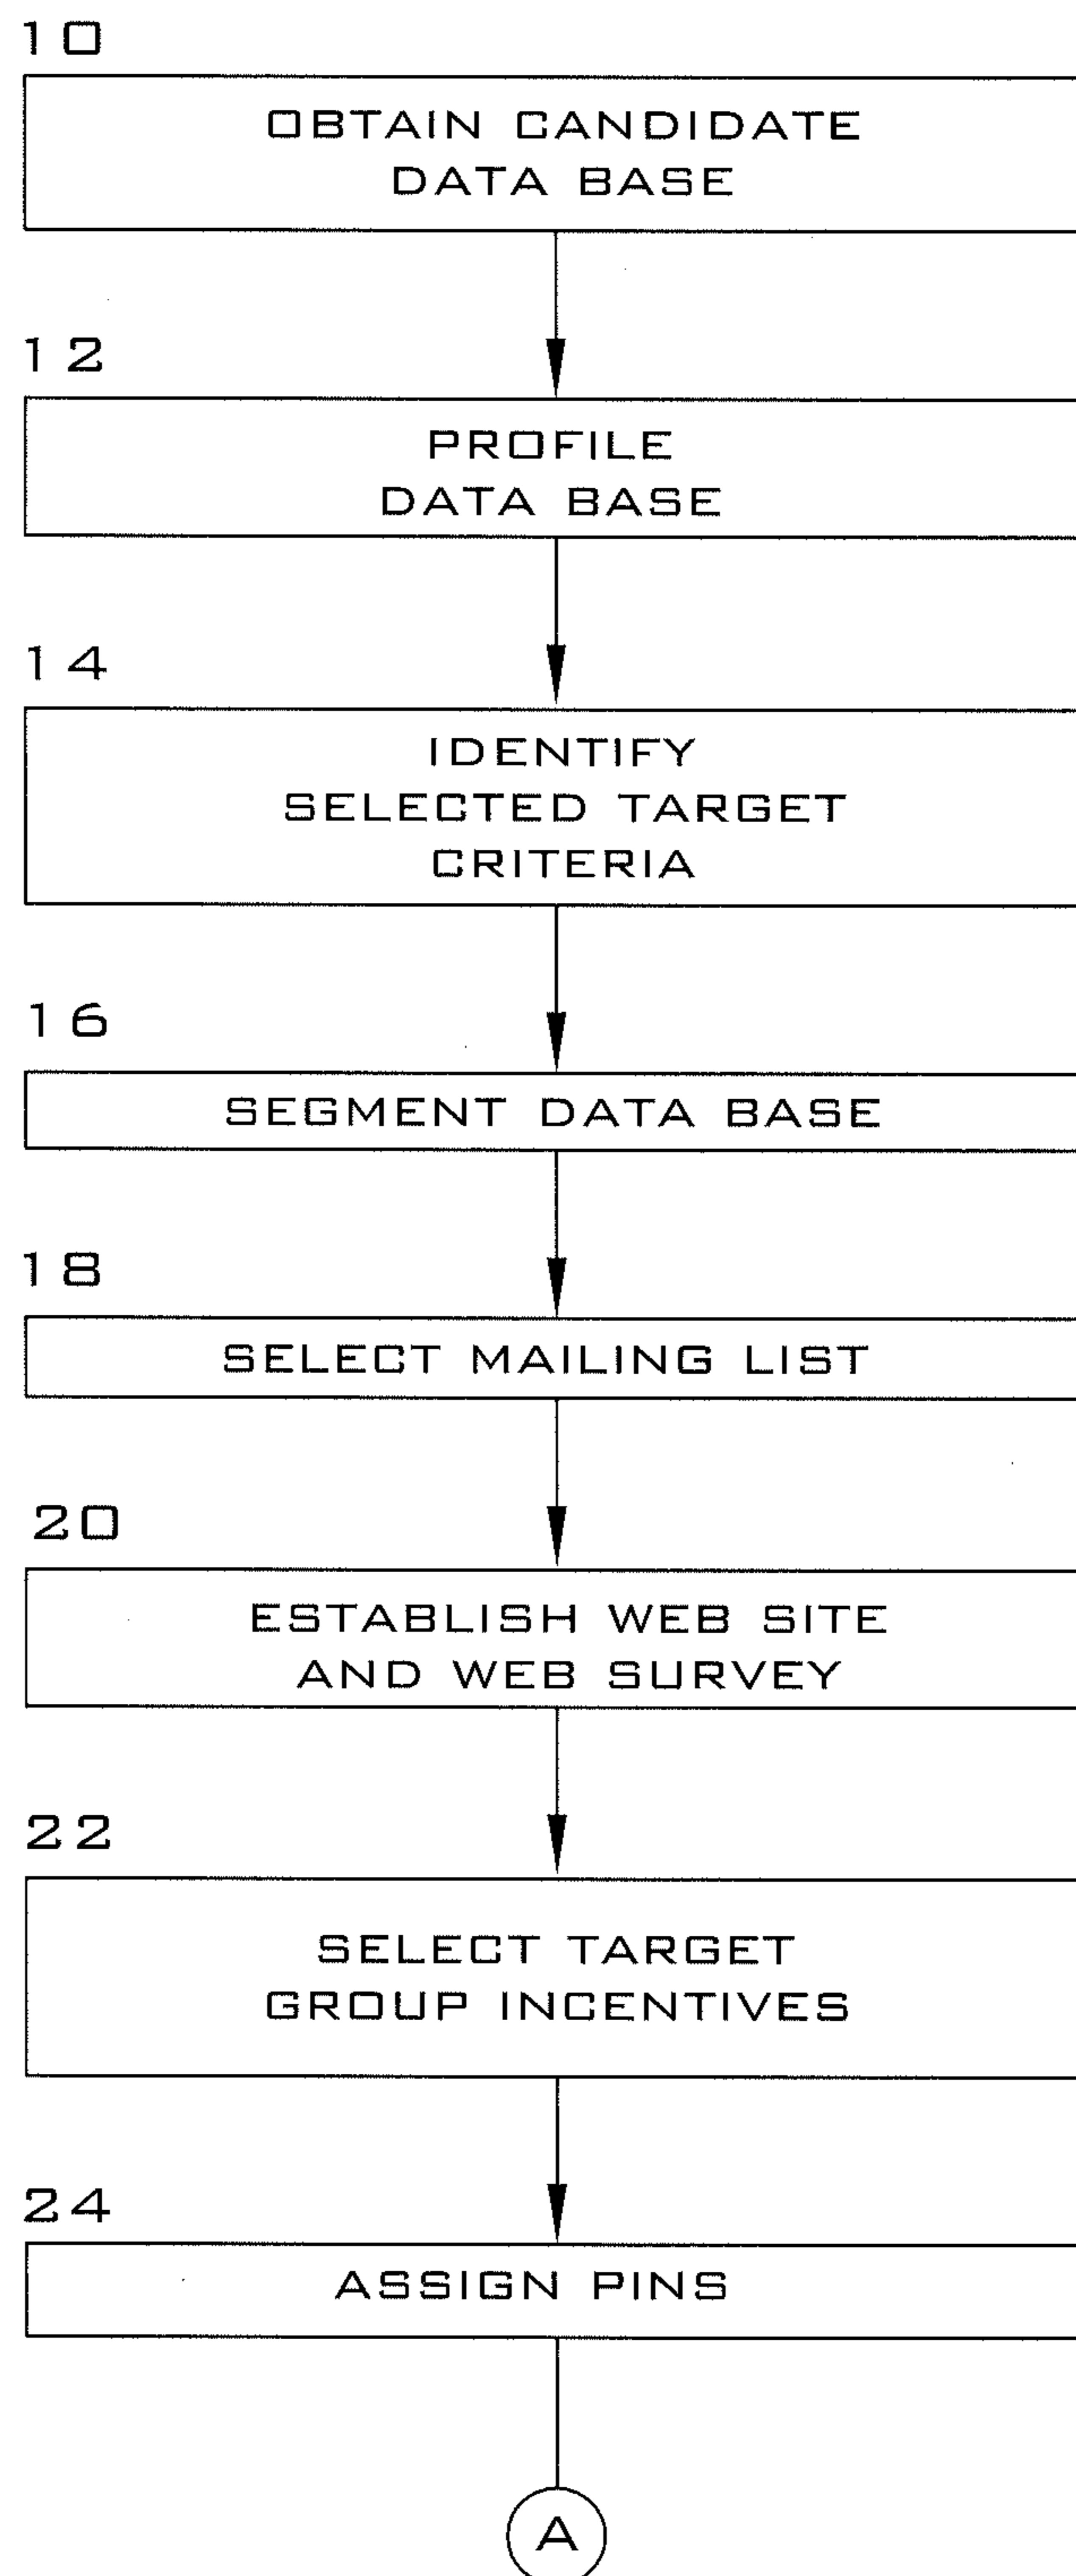 10
OBTAIN CANDIDATE
DATA BASE
12
PROFILE
DATA BASE
14
IDENTIFY
SELECTED TARGET
CRITERIA
16
SEGMENT DATA BASE
18
SELECT MAILING LIST
20
ESTABLISH WEB SITE
AND WEB SURVEY
22
SELECT TARGET
GROUP INCENTIVES
24
ASSIGN PINS
A